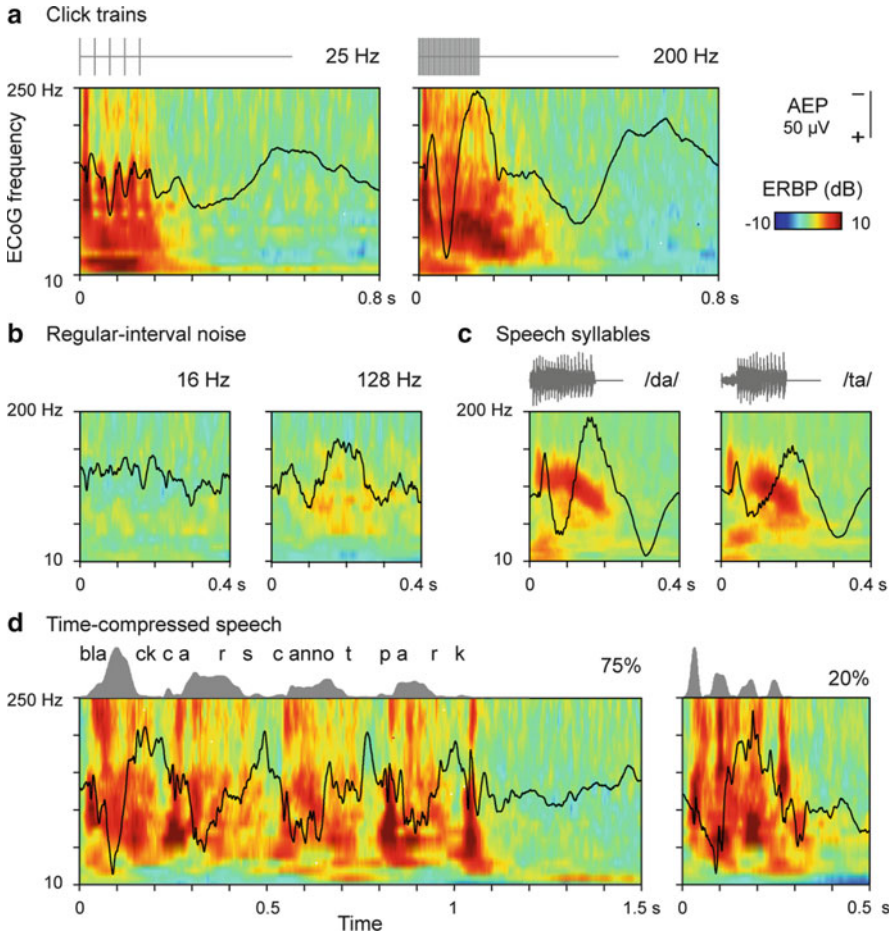 a Click trains
25 Hz
200 Hz
250 Hz
ECoG frequency
10
0
0.8 s
0
0.8 s
AEP
50 µV
−
+
ERBP (dB)
-10
10
b Regular-interval noise
16 Hz
128 Hz
200 Hz
10
0
0.4 s
0
0.4 s
c Speech syllables
/da/
/ta/
200 Hz
10
0
0.4 s
0
0.4 s
d Time-compressed speech
bla ck c a r s c anno t p a r k
75%
20%
250 Hz
10
0
0.5
1
1.5 s
Time
0
0.5 s